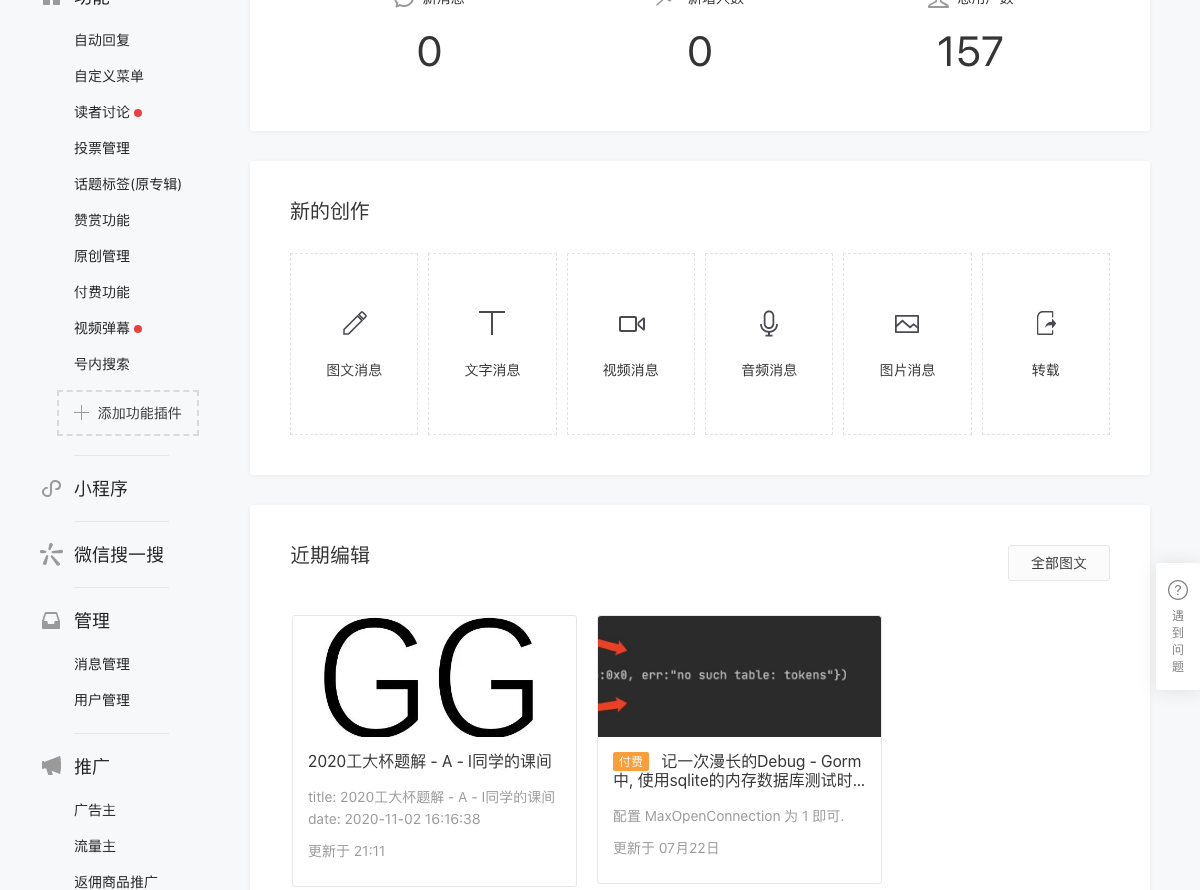 功能
自动回复
自定义菜单
读者讨论
投票管理
话题标签(原专辑)
赞赏功能
原创管理
付费功能
视频弹幕
号内搜索
添加功能插件
小程序
微信搜一搜
管理
消息管理
用户管理
推广
广告主
流量主
返佣商品推广
新消息
新增人数
总用户数
0
0
157
新的创作
图文消息
文字消息
视频消息
音频消息
图片消息
转载
近期编辑
全部图文
GG
2020工大杯题解 - A - I同学的课间
title: 2020工大杯题解 - A - I同学的课间
date: 2020-11-02 16:16:38
更新于 21:11
:0x0, err:"no such table: tokens"})
付费 记一次漫长的Debug - Gorm
中, 使用sqlite的内存数据库测试时...
配置 MaxOpenConnection 为 1 即可.
更新于 07月22日
遇
到
问
题